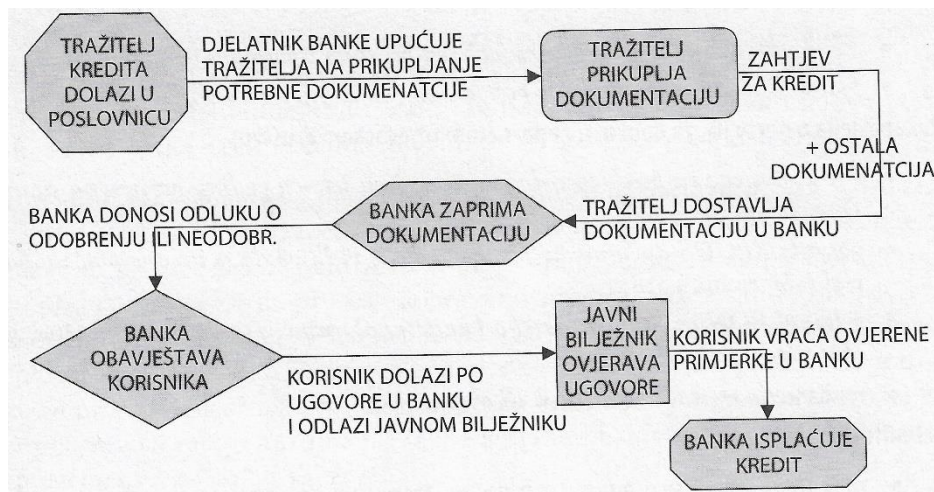 TRAŽITELJ
KREDITA
DOLAZI U
POSLOVNICU
DJELATNIK BANKE UPUĆUJE
TRAŽITELJA NA PRIKUPLJANJE
POTREBNE DOKUMENATCIJE
TRAŽITELJ
PRIKUPLJA
DOKUMENTACIJU
ZAHTJEV
ZA KREDIT
+ OSTALA
DOKUMENATCIJA
TRAŽITELJ DOSTAVLJA
DOKUMENTACIJU U BANKU
BANKA ZAPRIMA
DOKUMENTACIJU
BANKA DONOSI ODLUKU O
ODOBRENJU ILI NEODOBR.
BANKA
OBAVJEŠTAVA
KORISNIKA
KORISNIK DOLAZI PO
UGOVORE U BANKU
I ODLAZI JAVNOM BILJEŽNIKU
JAVNI
BILJEŽNIK
OVJERAVA
UGOVORE
KORISNIK VRAĆA OVJERENE
PRIMJERKE U BANKU
BANKA ISPLAĆUJE
KREDIT